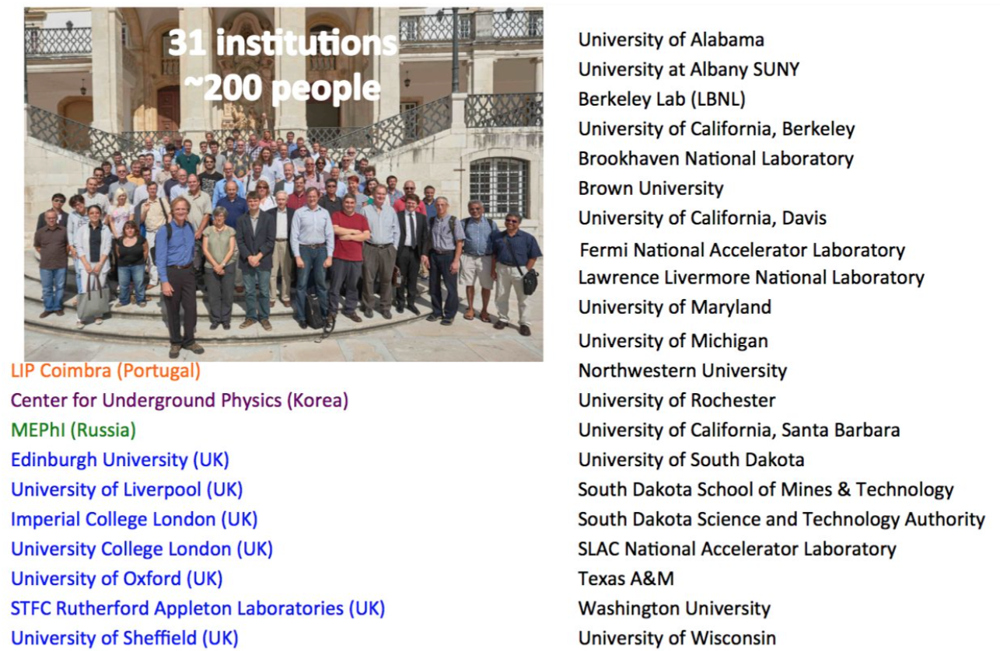 31 institutions
~200 people
LIP Coimbra (Portugal)
Center for Underground Physics (Korea)
MEPhI (Russia)
Edinburgh University (UK)
University of Liverpool (UK)
Imperial College London (UK)
University College London (UK)
University of Oxford (UK)
STFC Rutherford Appleton Laboratories (UK)
University of Sheffield (UK)
University of Alabama
University at Albany SUNY
Berkeley Lab (LBNL)
University of California, Berkeley
Brookhaven National Laboratory
Brown University
University of California, Davis
Fermi National Accelerator Laboratory
Lawrence Livermore National Laboratory
University of Maryland
University of Michigan
Northwestern University
University of Rochester
University of California, Santa Barbara
University of South Dakota
South Dakota School of Mines & Technology
South Dakota Science and Technology Authority
SLAC National Accelerator Laboratory
Texas A&M
Washington University
University of Wisconsin